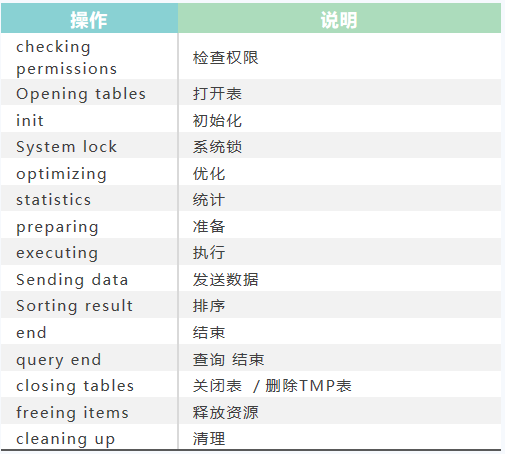 操作 说明
checking
permissions 检查权限
Opening tables 打开表
init 初始化
System lock 系统锁
optimizing 优化
statistics 统计
preparing 准备
executing 执行
Sending data 发送数据
Sorting result 排序
end 结束
query end 查询 结束
closing tables 关闭表 / 删除TMP表
freeing items 释放资源
cleaning up 清理